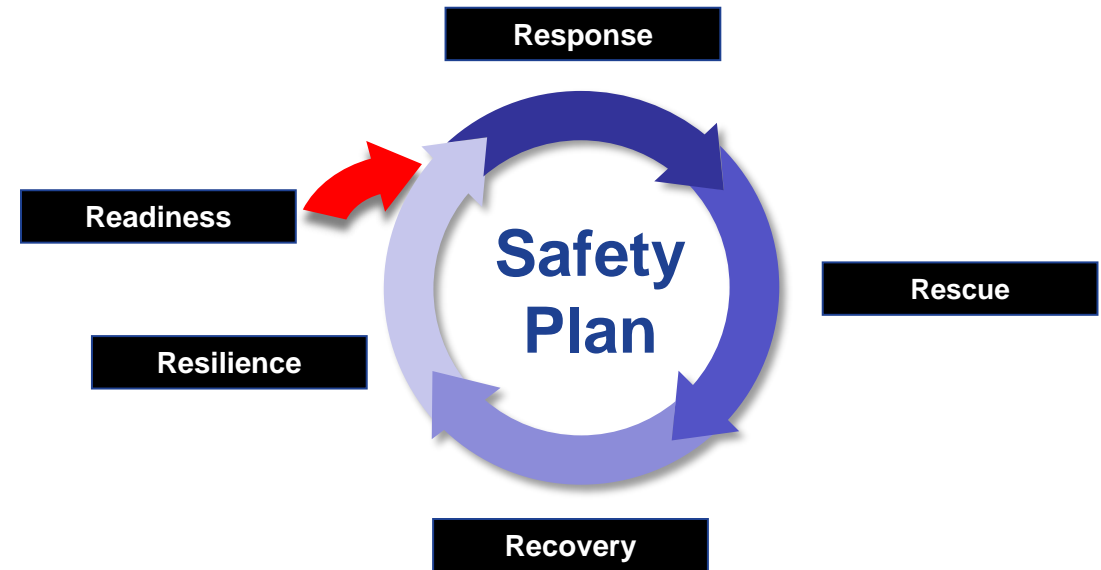 Response
Readiness
Safety
Plan
Rescue
Resilience
Recovery